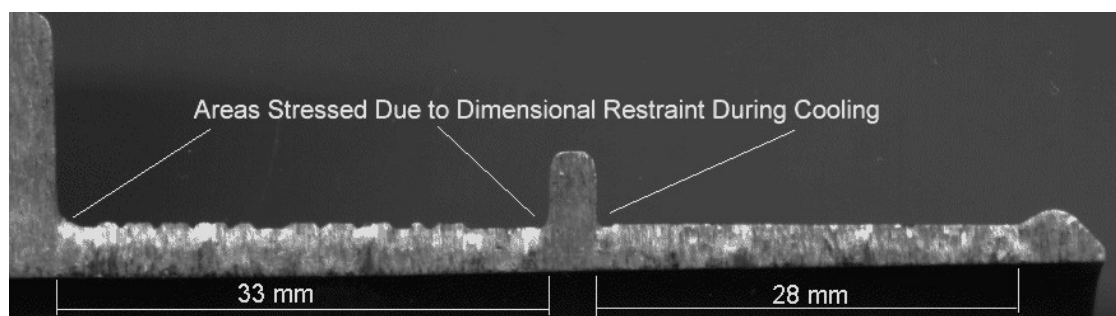 Areas Stressed Due to Dimensional Restraint During Cooling
33 mm
28 mm